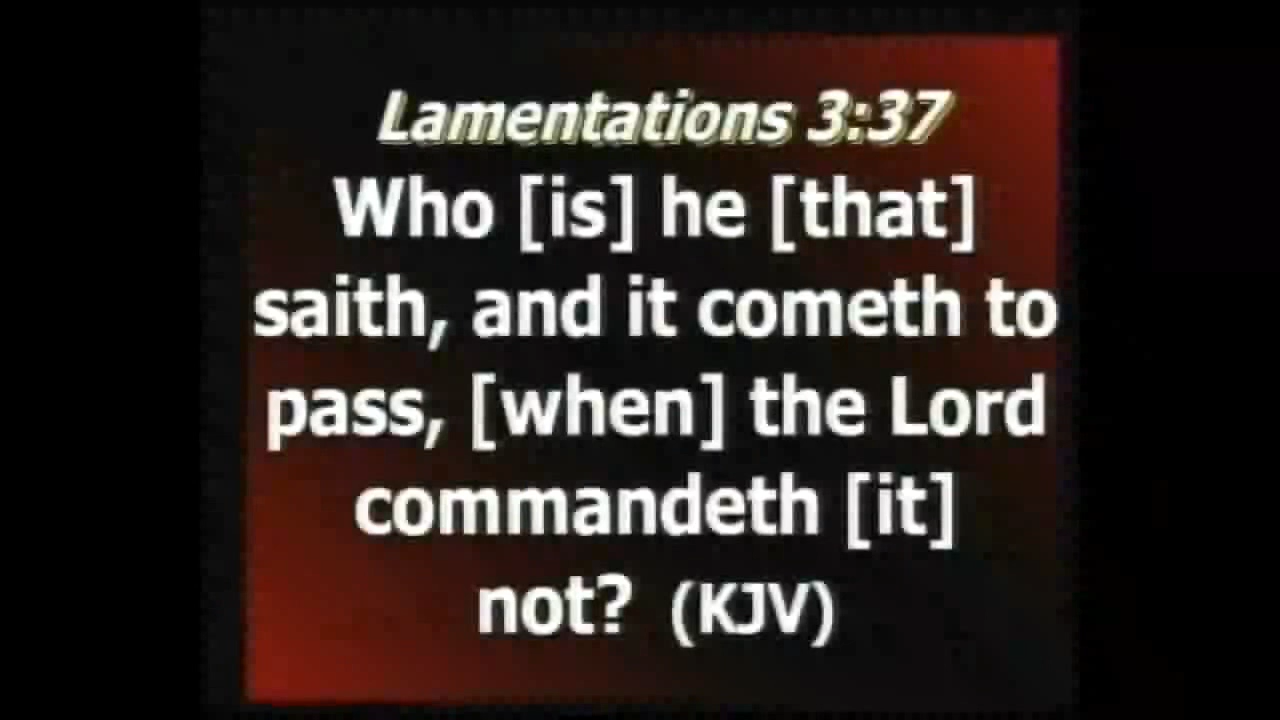 Lamentations 3:37
Who [is] he [that]
saith, and it cometh to
pass, [when] the Lord
commandeth [it]
not? (KJV)